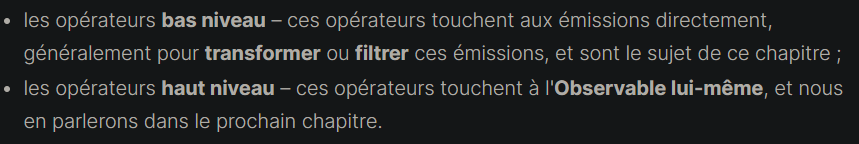 • les opérateurs bas niveau – ces opérateurs touchent aux émissions directement,
généralement pour transformer ou filtrer ces émissions, et sont le sujet de ce chapitre ;
• les opérateurs haut niveau – ces opérateurs touchent à l'Observable lui-même, et nous
en parlerons dans le prochain chapitre.